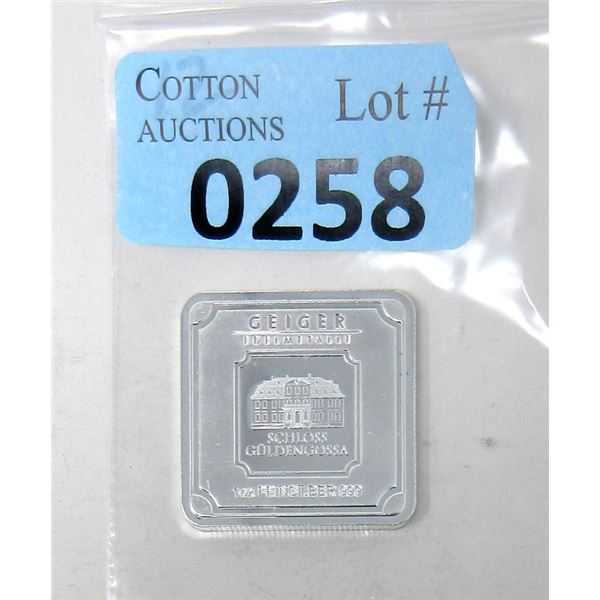 COTTON
AUCTIONS
Lot #
0258
GEIGER
EDELMETALLE
SCHLOSS
GÜLDENGOSSA
1oz FEINSILBER 999